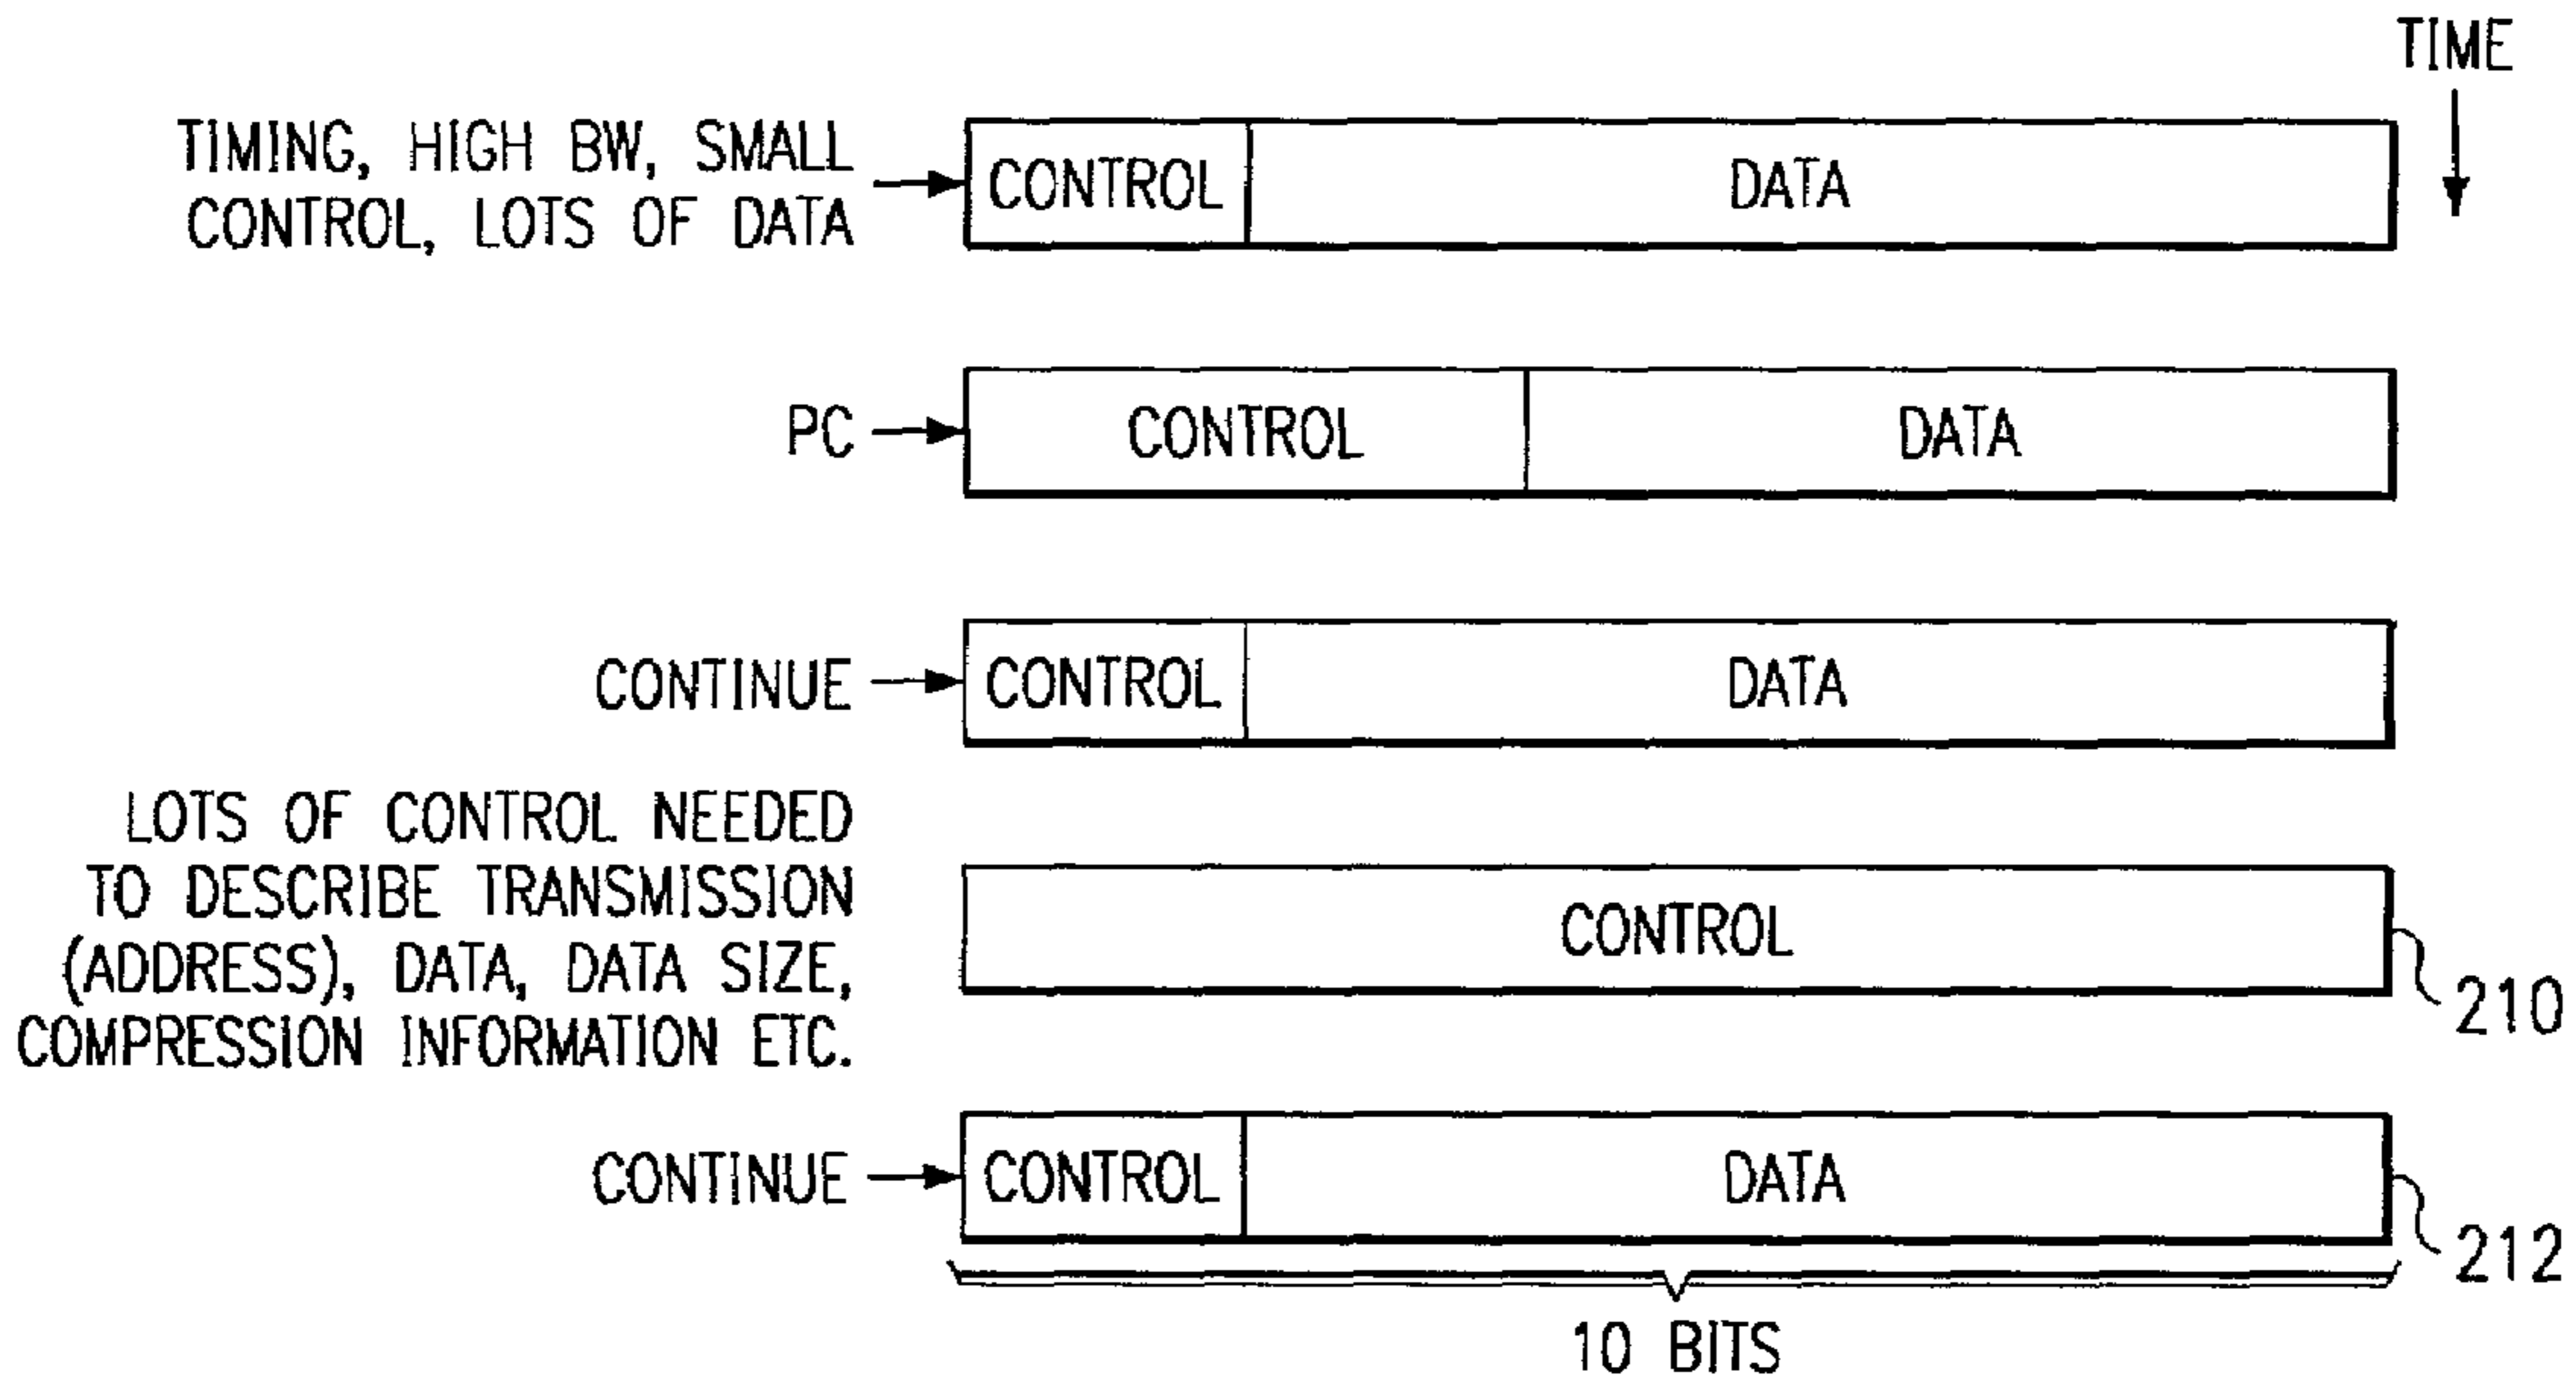 TIME
TIMING, HIGH BW, SMALL
CONTROL, LOTS OF DATA
CONTROL
DATA
PC
CONTROL
DATA
CONTINUE
CONTROL
DATA
LOTS OF CONTROL NEEDED
TO DESCRIBE TRANSMISSION
(ADDRESS), DATA, DATA SIZE,
COMPRESSION INFORMATION ETC.
CONTROL
210
CONTINUE
CONTROL
DATA
212
10 BITS